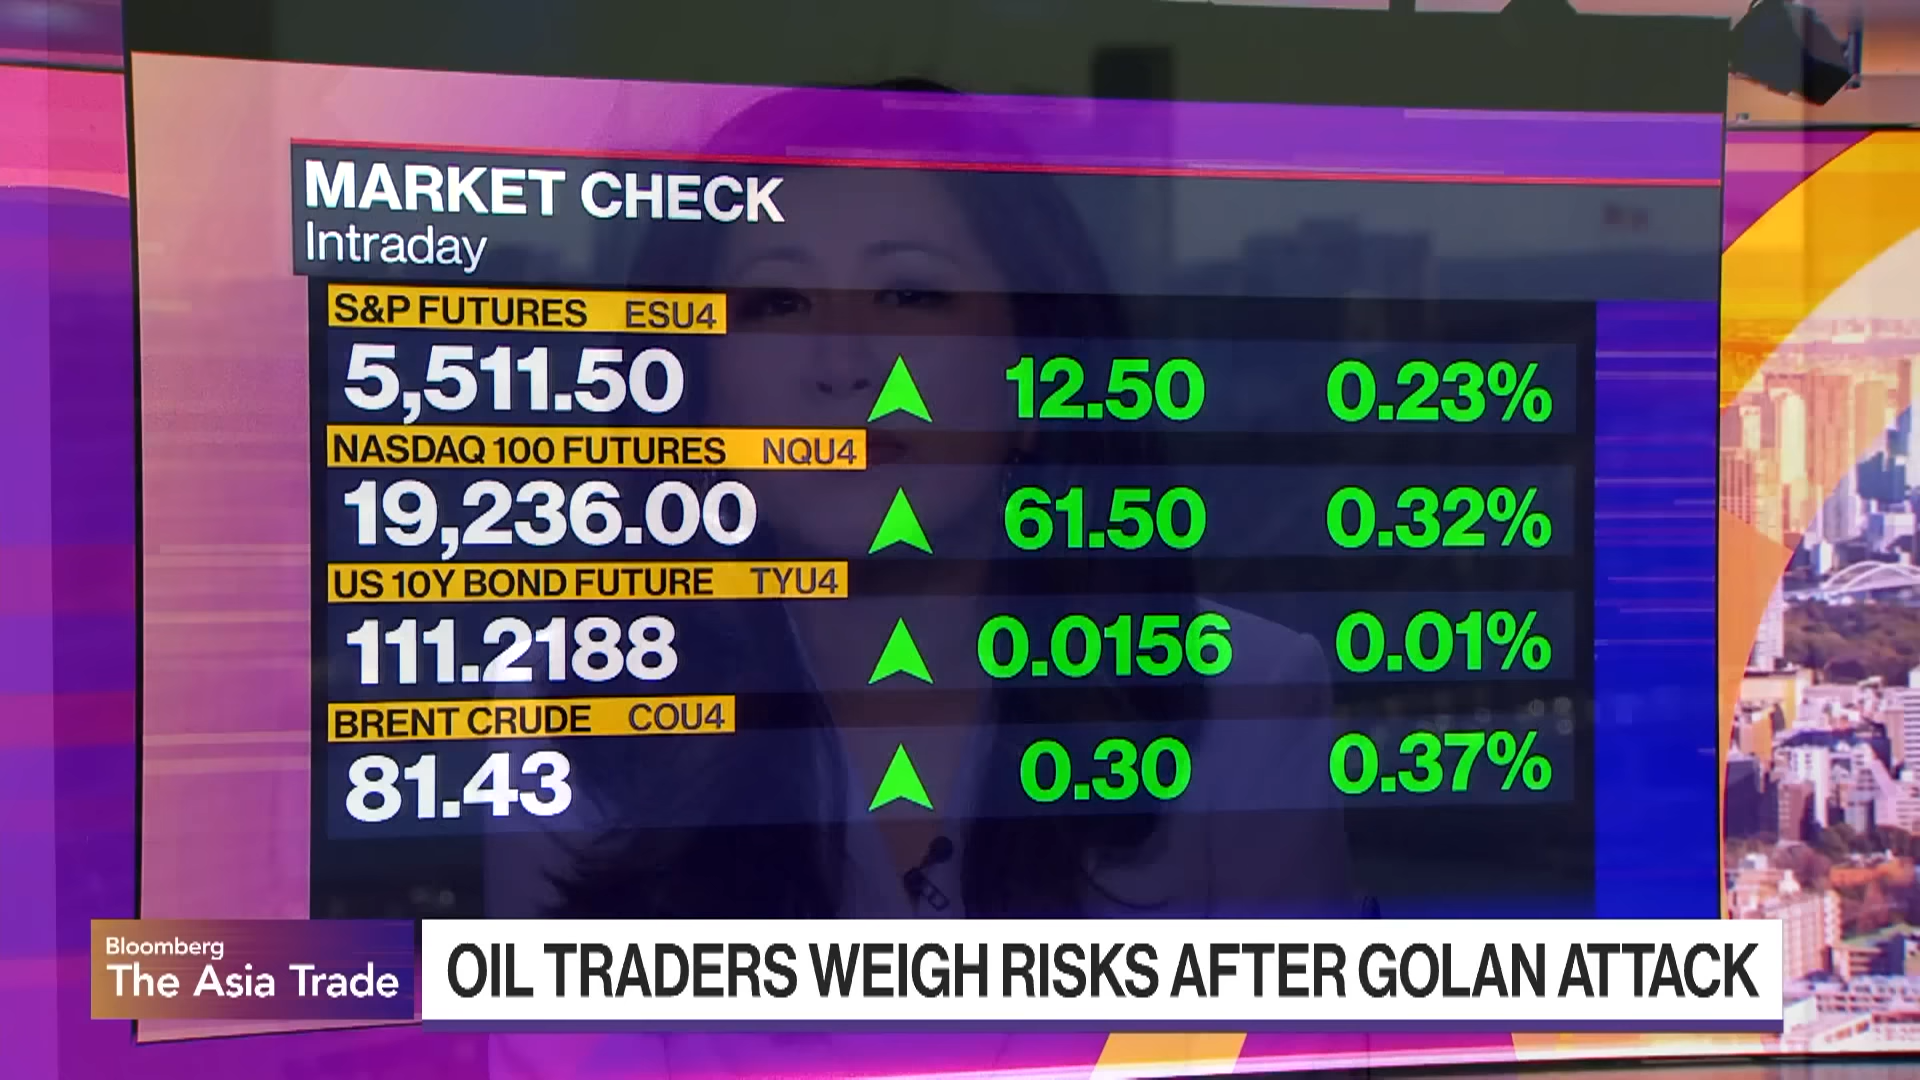 MARKET CHECK
Intraday
S&P FUTURES ESU4
5,511.50 12.50 0.23%
NASDAQ 100 FUTURES NQU4
19,236.00 61.50 0.32%
US 10Y BOND FUTURE TYU4
111.2188 0.0156 0.01%
BRENT CRUDE COU4
81.43 0.30 0.37%
Bloomberg
The Asia Trade
OIL TRADERS WEIGH RISKS AFTER GOLAN ATTACK